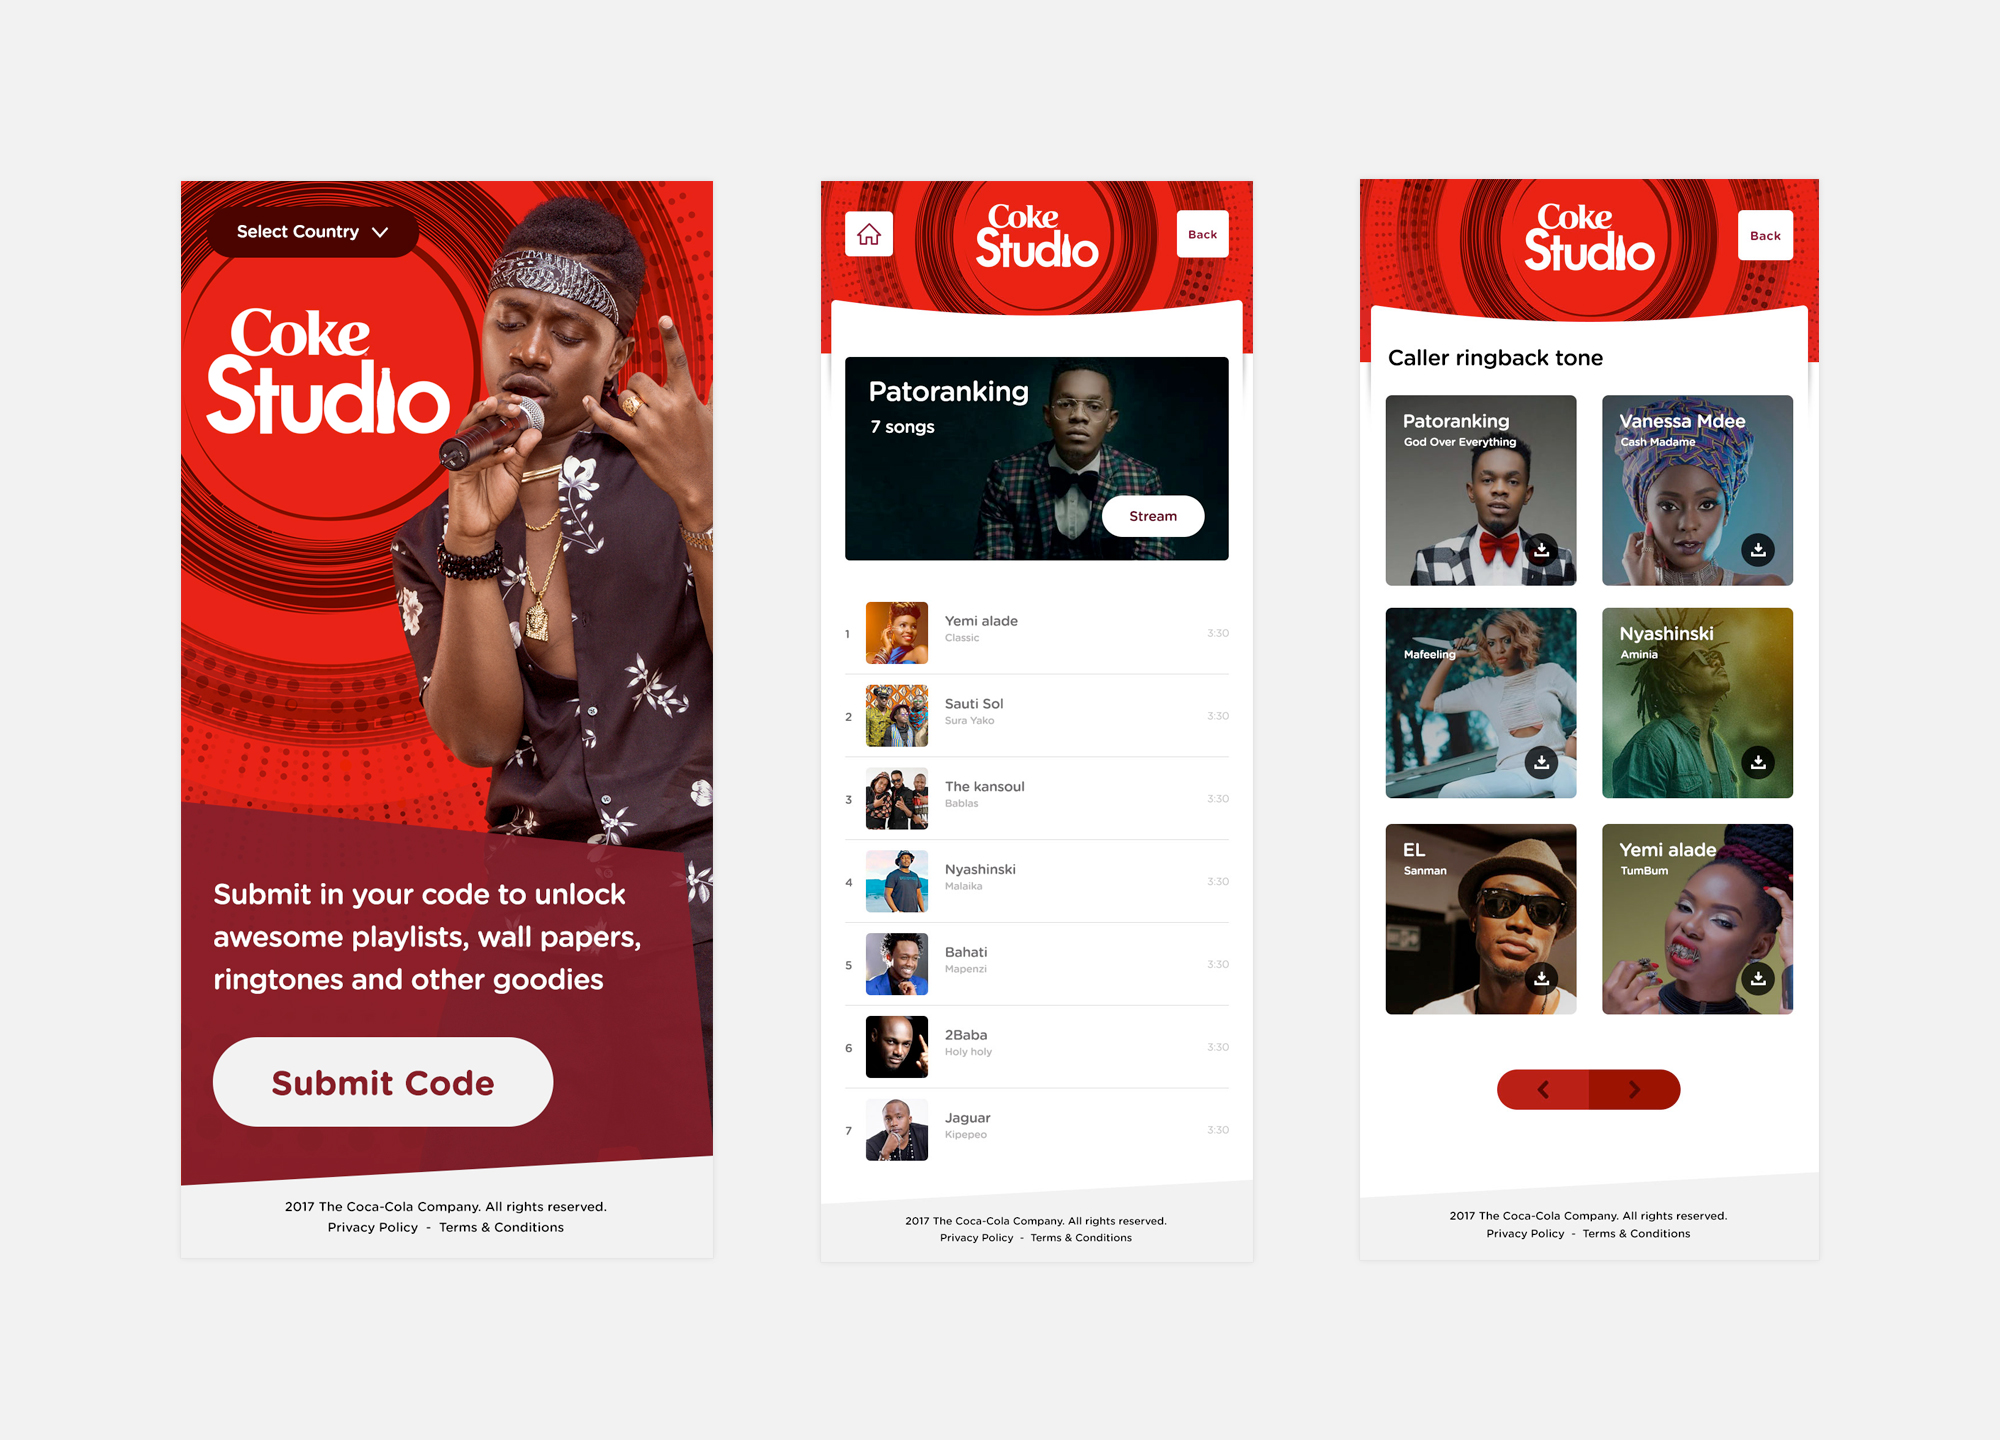 Select Country
Coke
Studio
Submit in your code to unlock
awesome playlists, wall papers,
ringtones and other goodies
Submit Code
2017 The Coca-Cola Company. All rights reserved.
Privacy Policy - Terms & Conditions
Coke
Studio
Back
Patoranking
7 songs
Stream
1
Yemi alade
Classic
3:30
2
Sauti Sol
Sura Yako
3:30
3
The kansoul
Bablas
3:30
4
Nyashinski
Malaika
3:30
5
Bahati
Mapenzi
3:30
6
2Baba
Holy holy
3:30
7
Jaguar
Kipepeo
3:30
2017 The Coca-Cola Company. All rights reserved.
Privacy Policy - Terms & Conditions
Coke
Studio
Back
Caller ringback tone
Patoranking
God Over Everything
Vanessa Mdee
Cash Madame
Mafeeling
Nyashinski
Aminia
EL
Sanman
Yemi alade
TumBum
2017 The Coca-Cola Company. All rights reserved.
Privacy Policy - Terms & Conditions